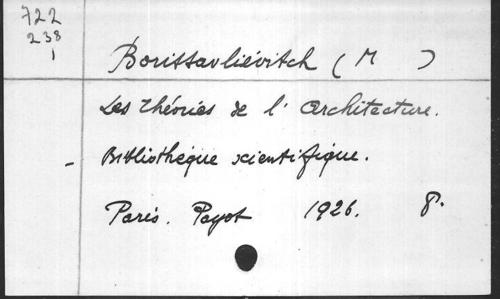 722
238
1
Borissavliévitch (M )
Les théories de l'Architecture.
Bibliothèque scientifique.
Paris. Payot 1926. 8.